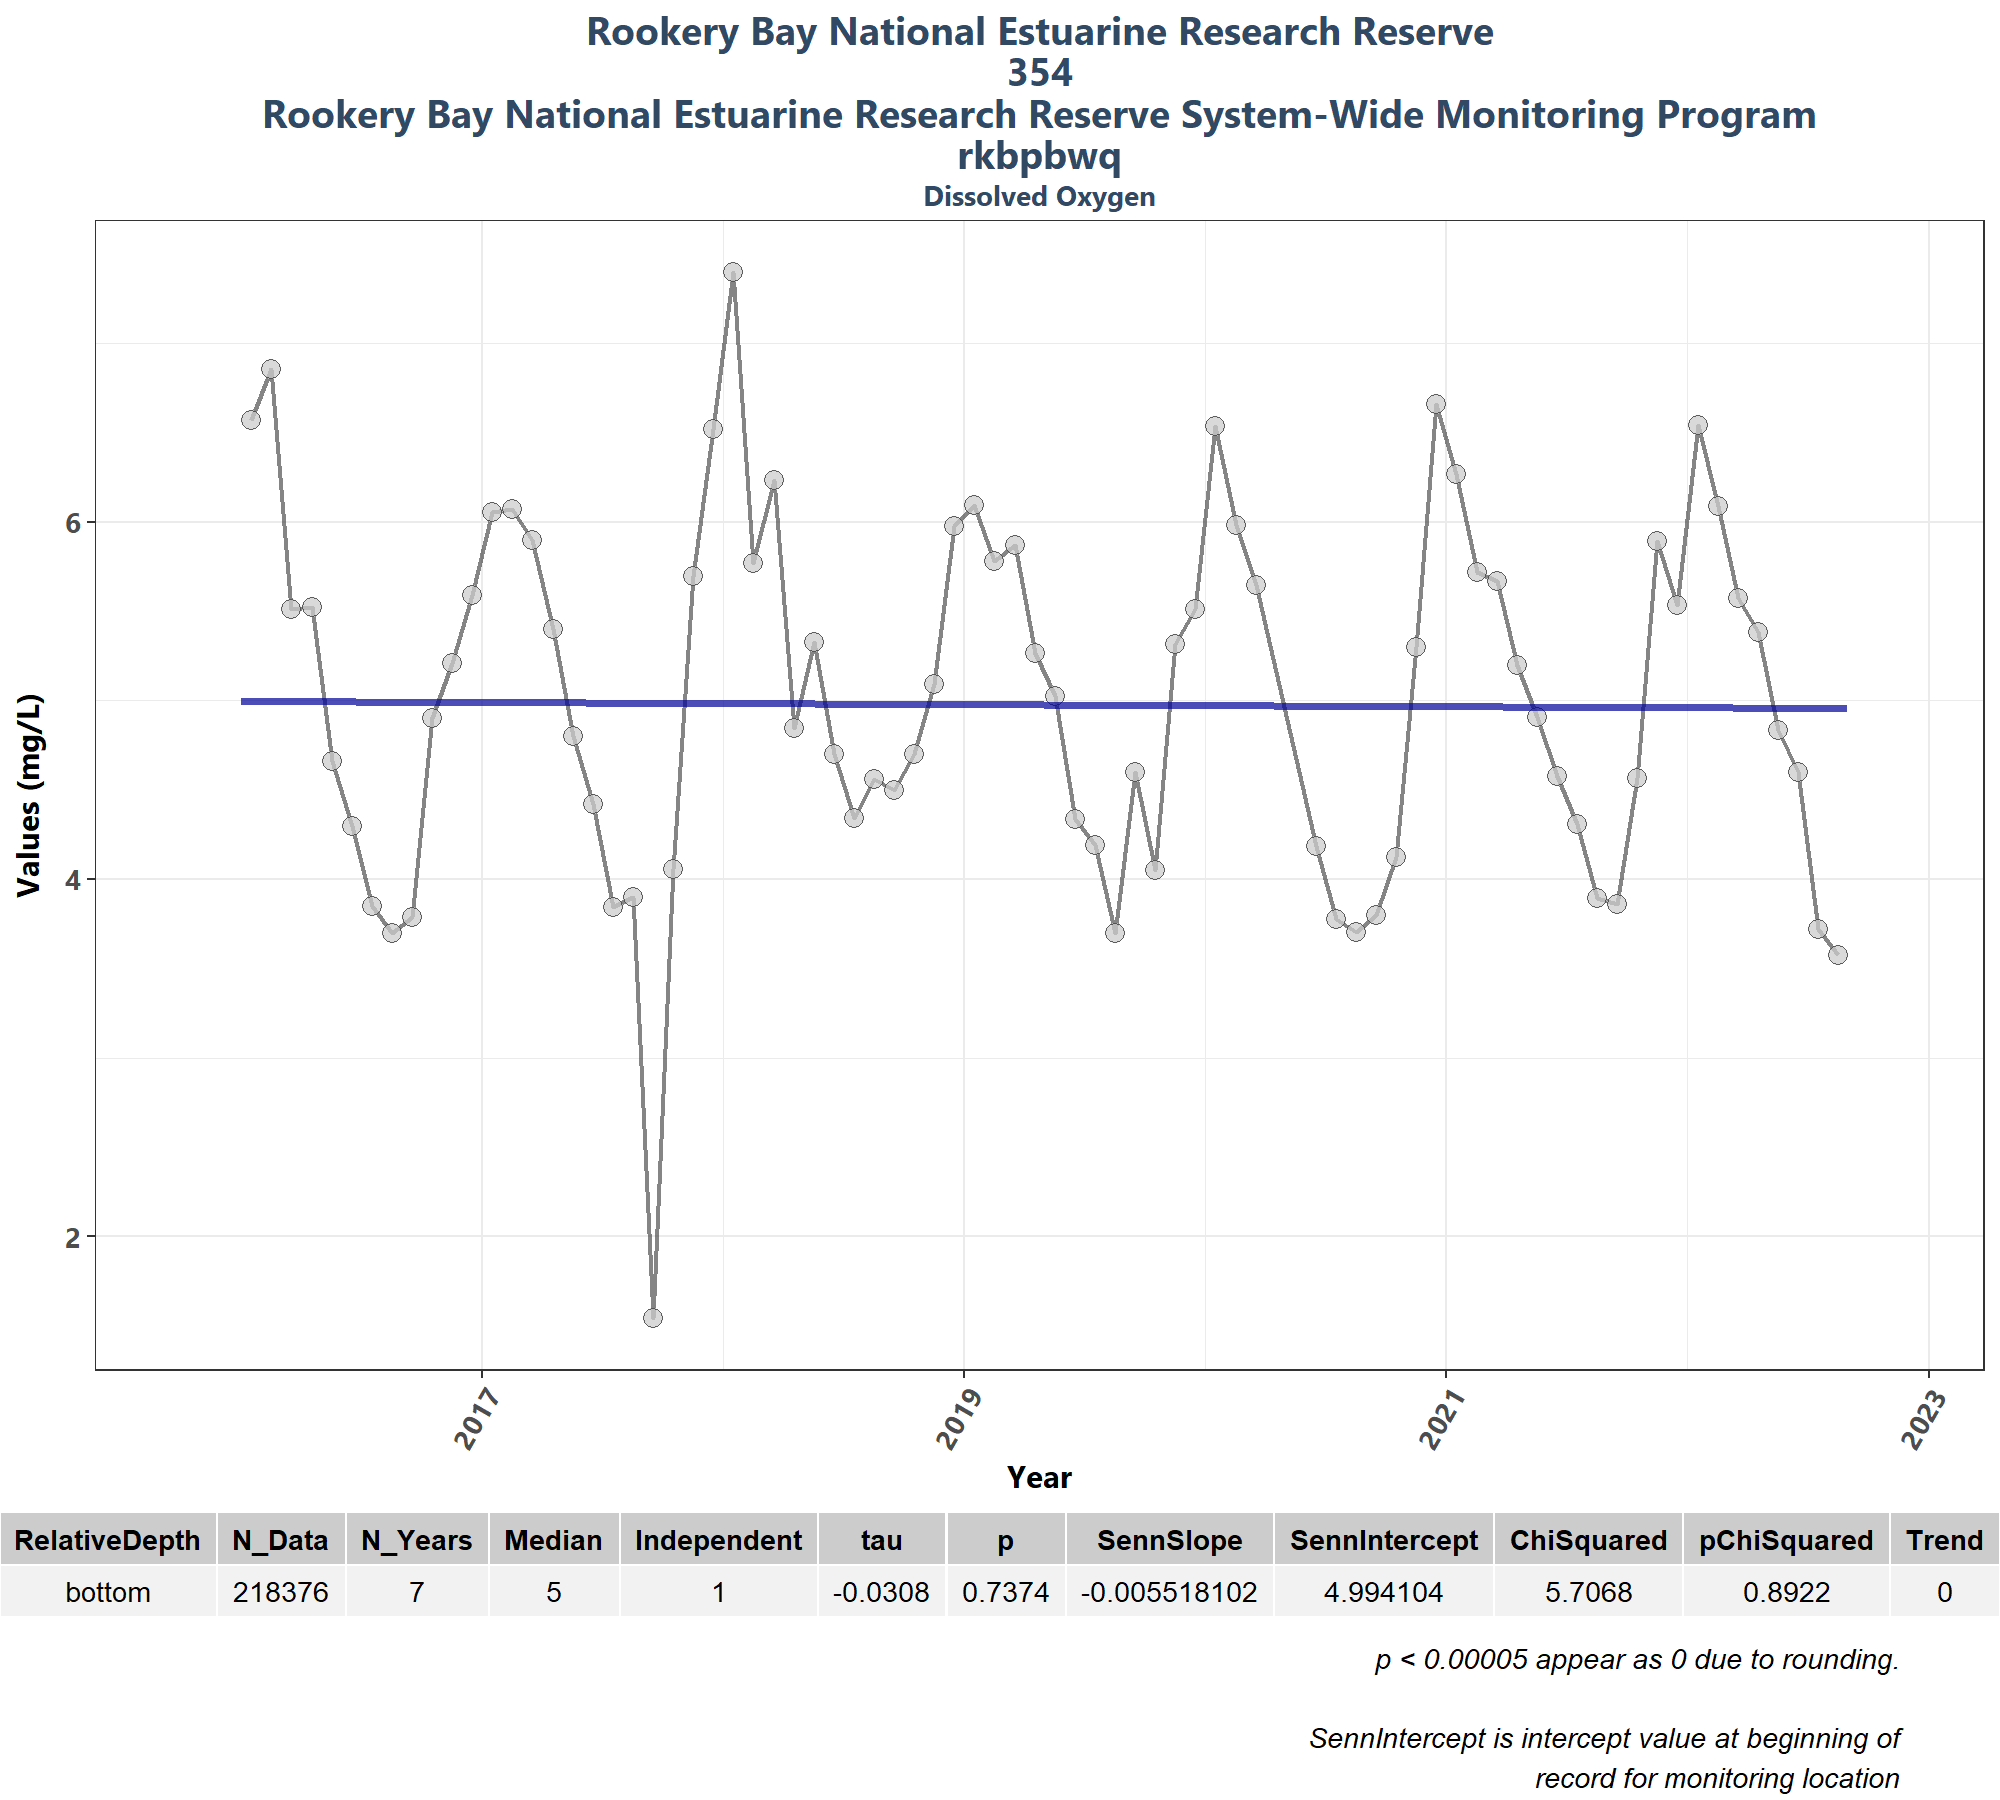 Rookery Bay National Estuarine Research Reserve
354
Rookery Bay National Estuarine Research Reserve System-Wide Monitoring Program
rkbpbwq
Dissolved Oxygen
Values (mg/L)
6
4
2
2017
2019
2021
2023
Year
RelativeDepth N_Data N_Years Median Independent tau p SennSlope SennIntercept ChiSquared pChiSquared Trend
bottom 218376 7 5 1 -0.0308 0.7374 -0.005518102 4.994104 5.7068 0.8922 0
p < 0.00005 appear as 0 due to rounding.
SennIntercept is intercept value at beginning of
record for monitoring location